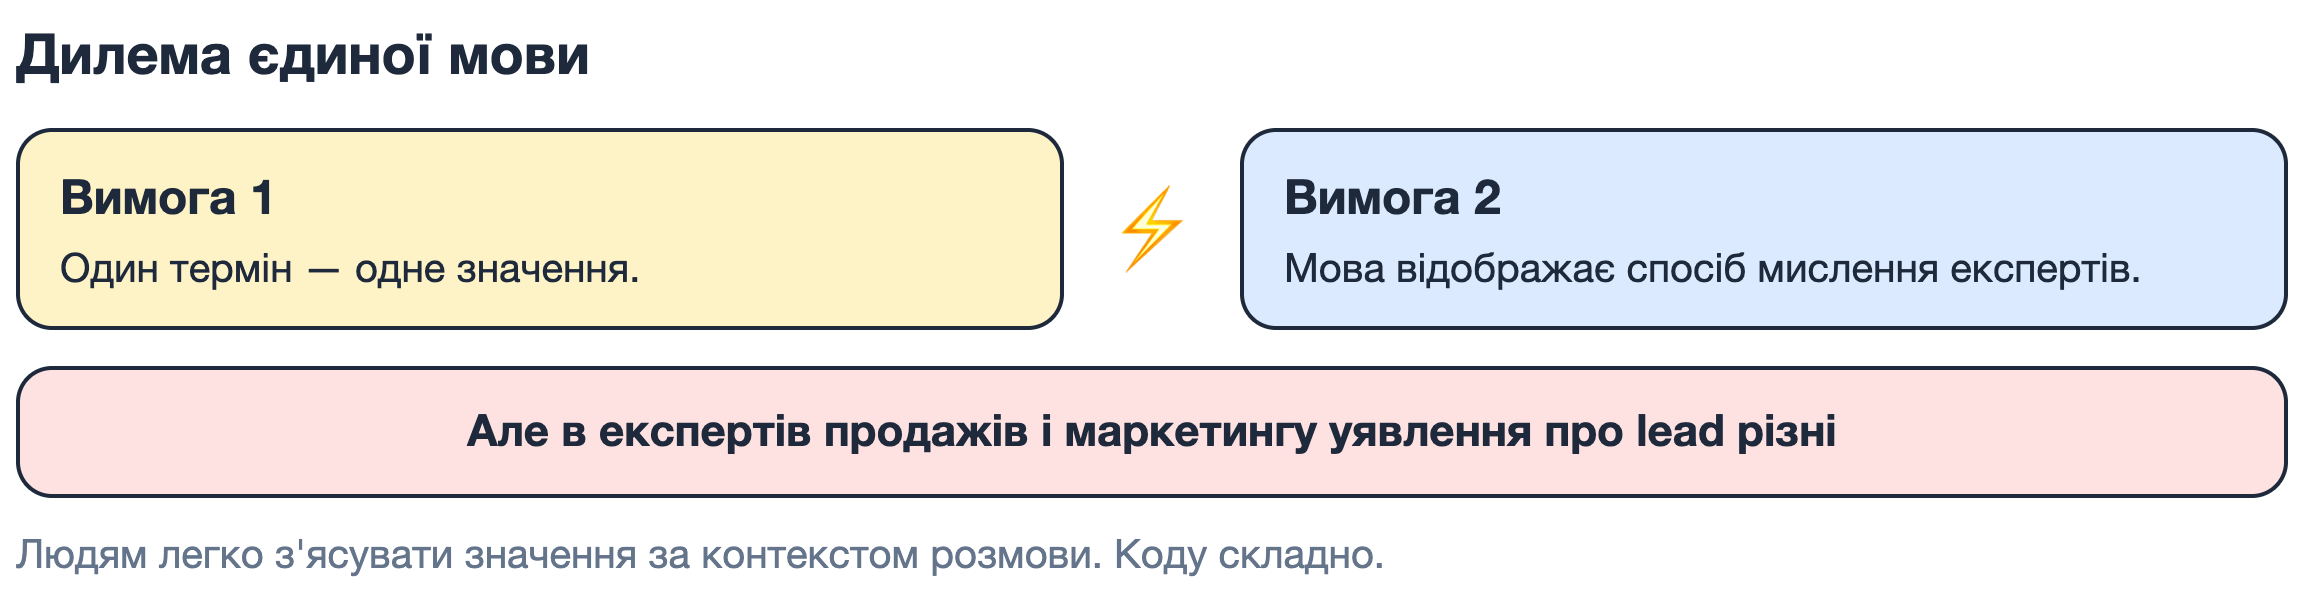 Дилема єдиної мови
Вимога 1
Один термін — одне значення.
Вимога 2
Мова відображає спосіб мислення експертів.
Але в експертів продажів і маркетингу уявлення про lead різні
Людям легко з'ясувати значення за контекстом розмови. Коду складно.